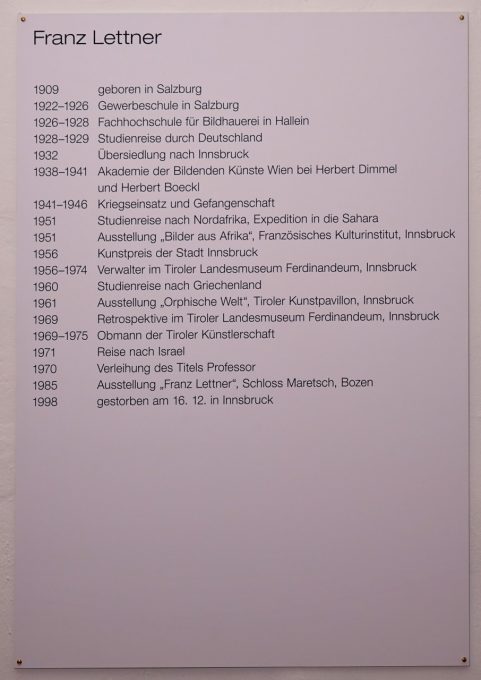 Franz Lettner
1909 geboren in Salzburg
1922–1926 Gewerbeschule in Salzburg
1926–1928 Fachhochschule für Bildhauerei in Hallein
1928–1929 Studienreise durch Deutschland
1932 Übersiedlung nach Innsbruck
1938–1941 Akademie der Bildenden Künste Wien bei Herbert Dimmel
und Herbert Boeckl
1941–1946 Kriegseinsatz und Gefangenschaft
1951 Studienreise nach Nordafrika, Expedition in die Sahara
1951 Ausstellung „Bilder aus Afrika“, Französisches Kulturinstitut, Innsbruck
1956 Kunstpreis der Stadt Innsbruck
1956–1974 Verwalter im Tiroler Landesmuseum Ferdinandeum, Innsbruck
1960 Studienreise nach Griechenland
1961 Ausstellung „Orphische Welt“, Tiroler Kunstpavillon, Innsbruck
1969 Retrospektive im Tiroler Landesmuseum Ferdinandeum, Innsbruck
1969–1975 Obmann der Tiroler Künstlerschaft
1971 Reise nach Israel
1970 Verleihung des Titels Professor
1985 Ausstellung „Franz Lettner“, Schloss Maretsch, Bozen
1998 gestorben am 16. 12. in Innsbruck